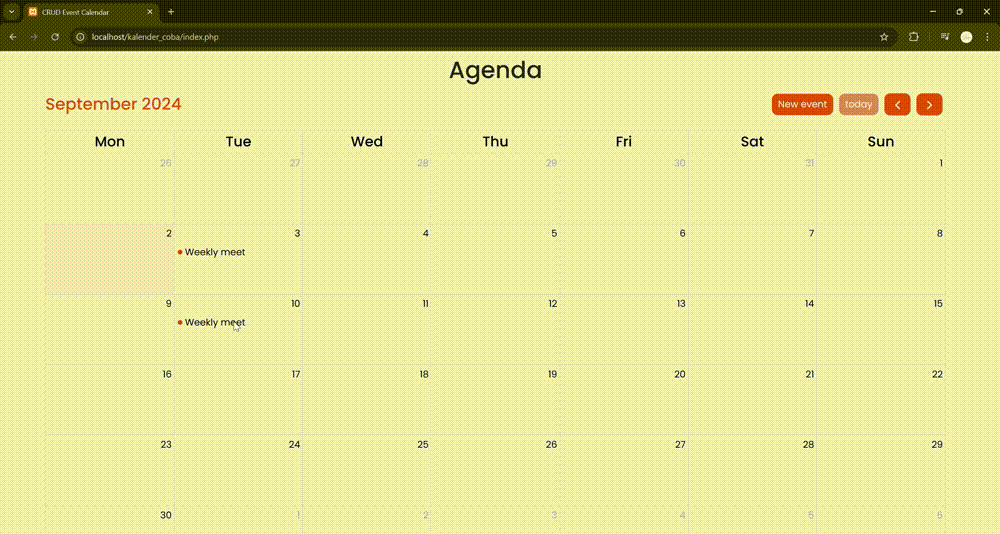 CRUD Event Calendar
localhost/kalender_coba/index.php
Agenda
September 2024
New event today
Mon Tue Wed Thu Fri Sat Sun
26 27 28 29 30 31 1
2 3 4 5 6 7 8
Weekly meet
9 10 11 12 13 14 15
Weekly meet
16 17 18 19 20 21 22
23 24 25 26 27 28 29
30 1 2 3 4 5 6